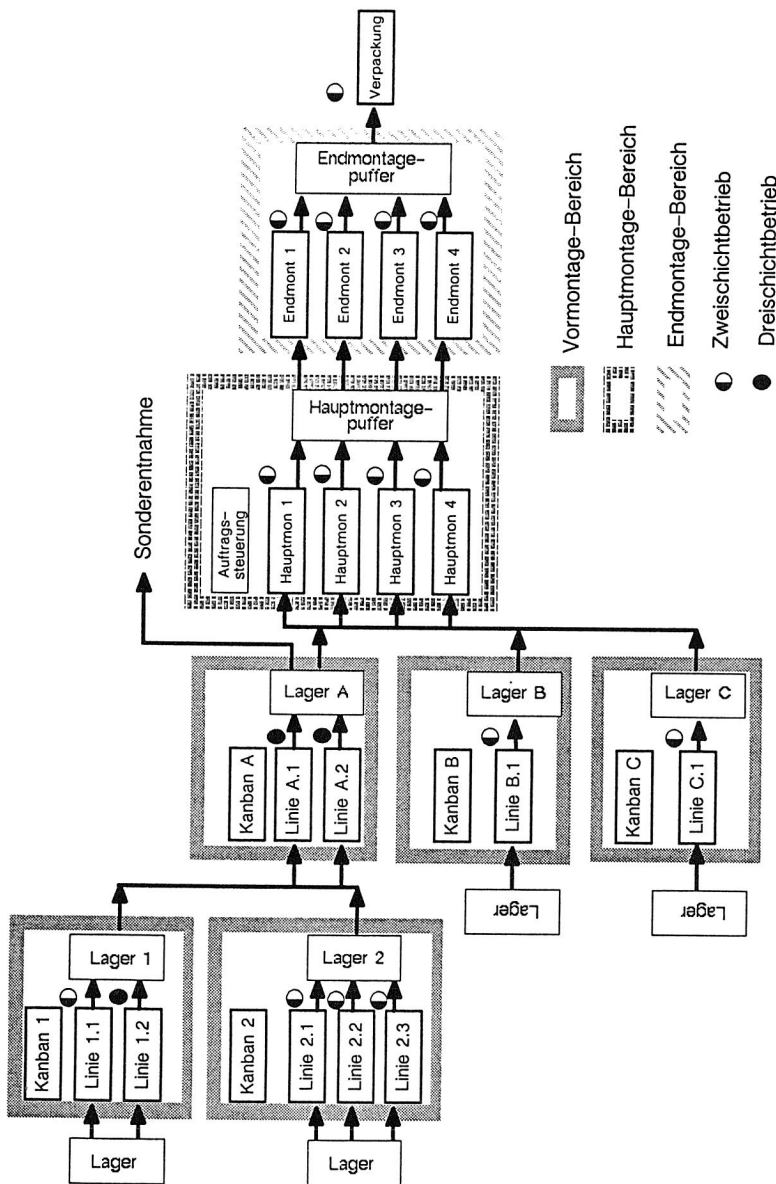 Lager
Kanban 1
Linie 1.1
Linie 1.2
Lager 1
Lager
Kanban 2
Linie 2.1
Linie 2.2
Linie 2.3
Lager 2
Kanban A
Linie A.1
Linie A.2
Lager A
Sonderentnahme
Lager
Kanban B
Linie B.1
Lager B
Lager
Kanban C
Linie C.1
Lager C
Auftrags-
steuerung
Hauptmon 1
Hauptmon 2
Hauptmon 3
Hauptmon 4
Hauptmontage-
puffer
Endmont 1
Endmont 2
Endmont 3
Endmont 4
Endmontage-
puffer
Verpackung
Vormontage-Bereich
Hauptmontage-Bereich
Endmontage-Bereich
Zweischichtbetrieb
Dreischichtbetrieb